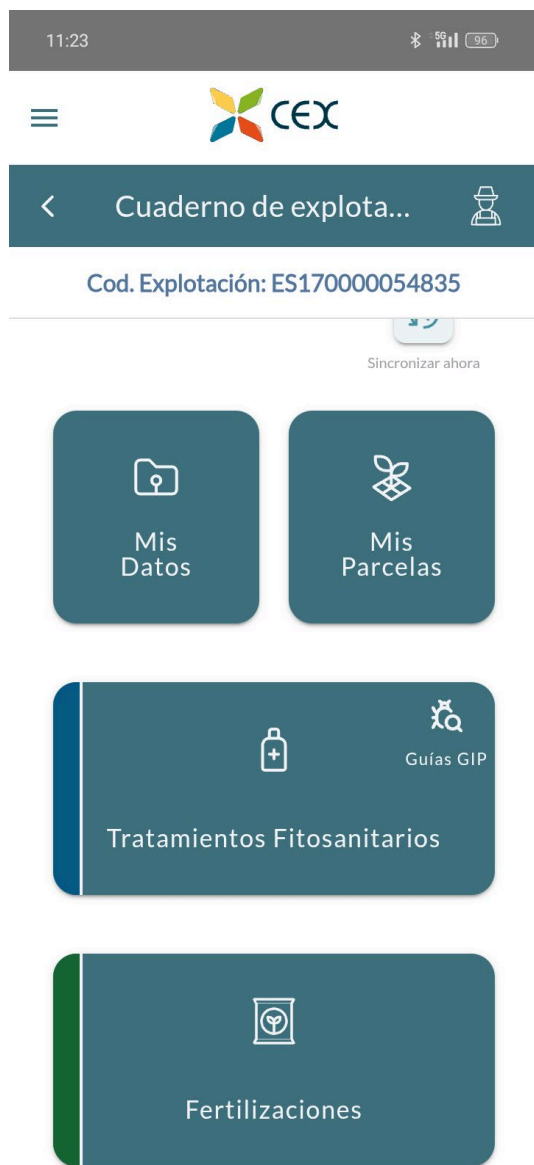 11:23
5G
96
CEX
Cuaderno de explota...
Cod. Explotación: ES170000054835
Sincronizar ahora
Mis
Datos
Mis
Parcelas
Guías GIP
Tratamientos Fitosanitarios
Fertilizaciones